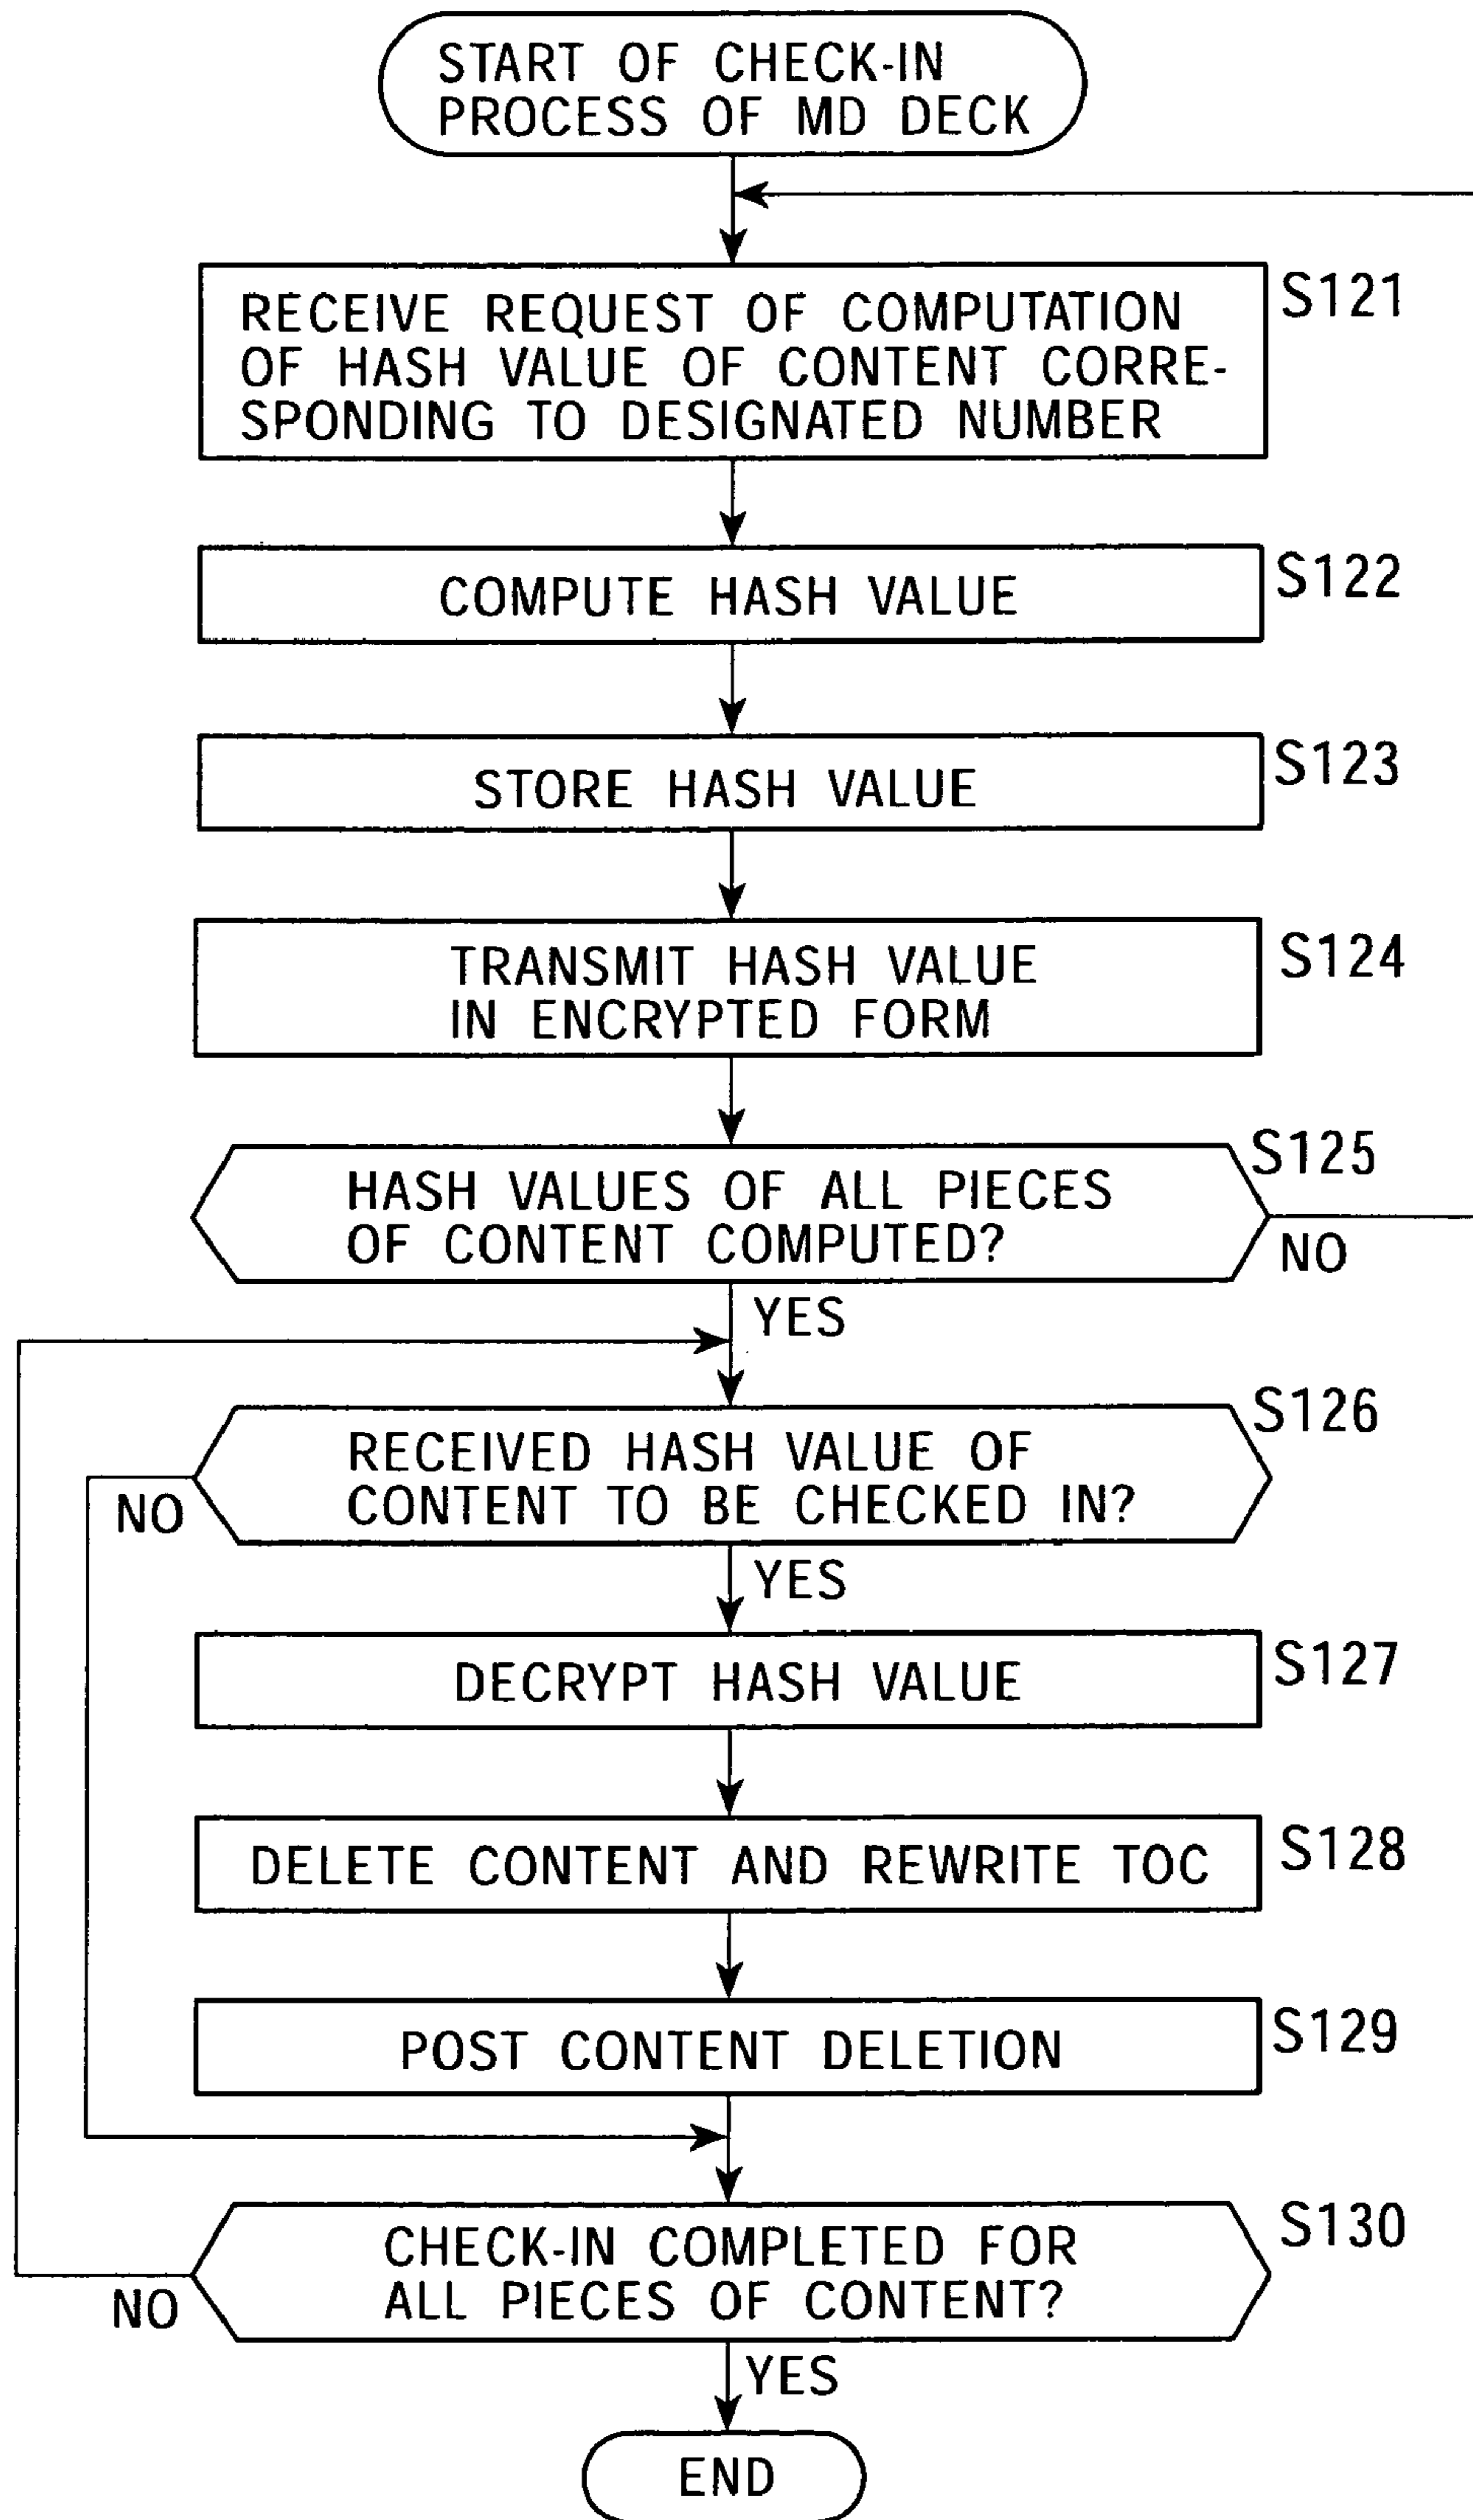 START OF CHECK-IN
PROCESS OF MD DECK
RECEIVE REQUEST OF COMPUTATION
OF HASH VALUE OF CONTENT CORRE-
SPONDING TO DESIGNATED NUMBER
S121
COMPUTE HASH VALUE
S122
STORE HASH VALUE
S123
TRANSMIT HASH VALUE
IN ENCRYPTED FORM
S124
HASH VALUES OF ALL PIECES
OF CONTENT COMPUTED?
S125
NO
YES
RECEIVED HASH VALUE OF
CONTENT TO BE CHECKED IN?
S126
NO
YES
DECRYPT HASH VALUE
S127
DELETE CONTENT AND REWRITE TOC
S128
POST CONTENT DELETION
S129
CHECK-IN COMPLETED FOR
ALL PIECES OF CONTENT?
S130
NO
YES
END